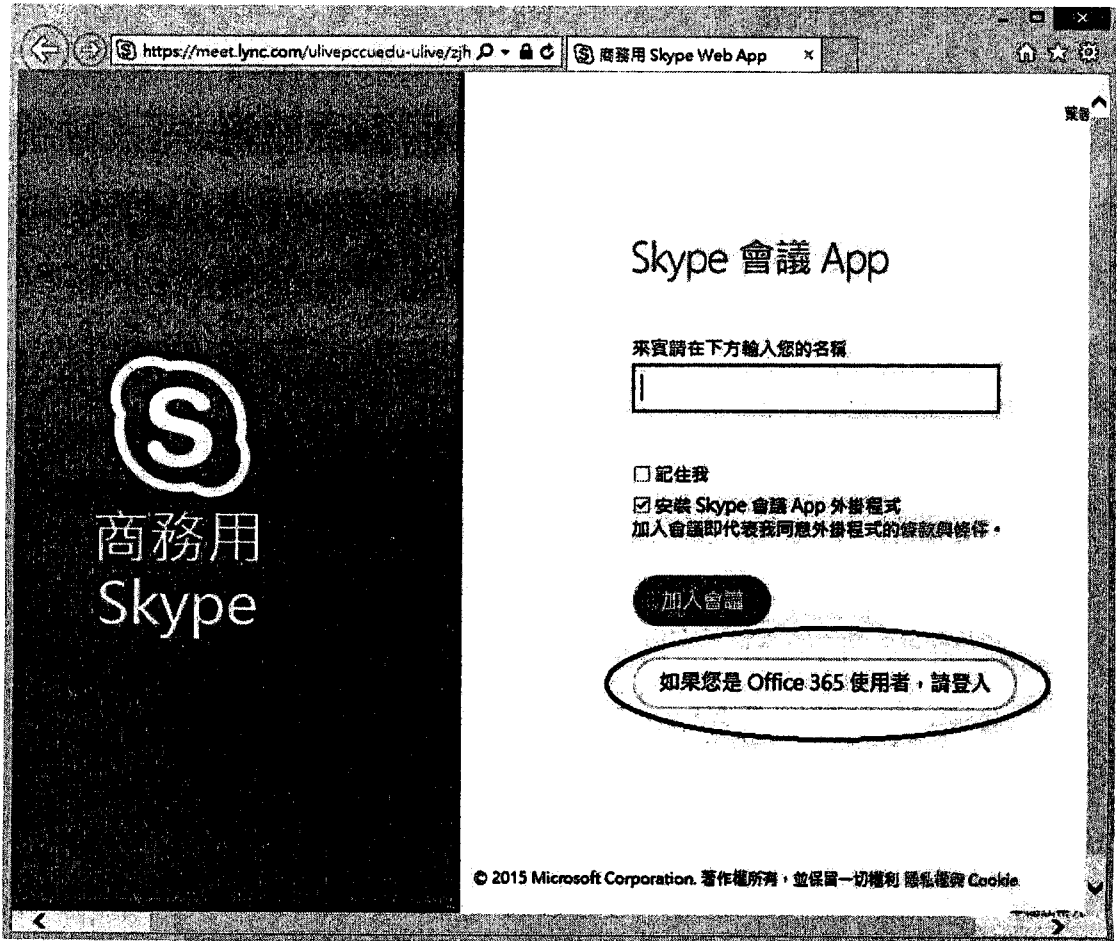 https://meet.lync.com/ulivepccuedu-ulive/zjh
商務用 Skype Web App
Skype 會議 App
來賓請在下方輸入您的名稱
記住我
安裝 Skype 會議 App 外掛程式
加入會議即代表我同意外掛程式的條款與條件。
加入會議
如果您是 Office 365 使用者，請登入
商務用
Skype
© 2015 Microsoft Corporation. 著作權所有，並保留一切權利 隱私權與 Cookie